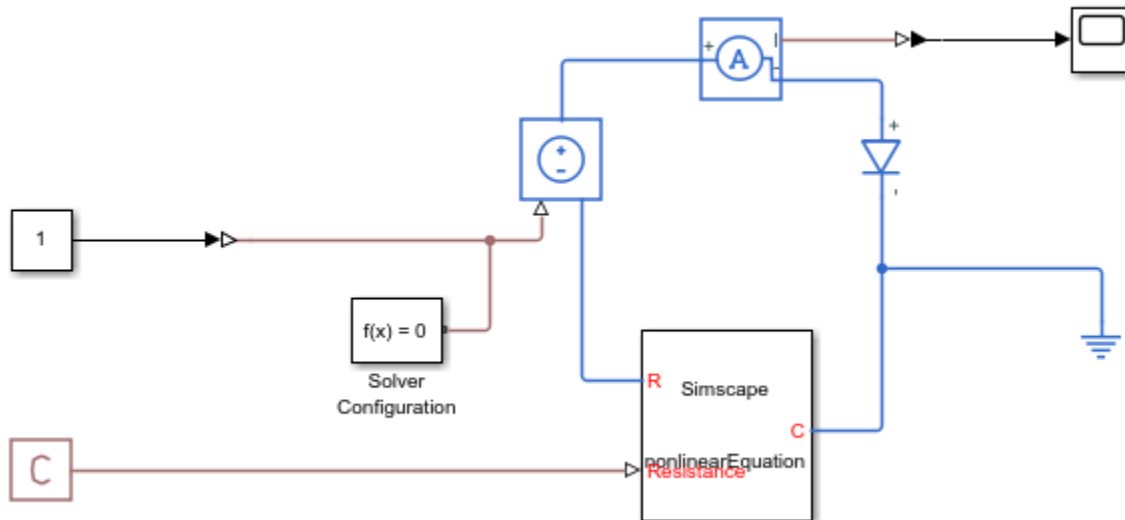 +
I
-
A
+
-
+
-
1
f(x) = 0
Solver
Configuration
R
Simscape
C
nonlinearEquation
Resistance
C